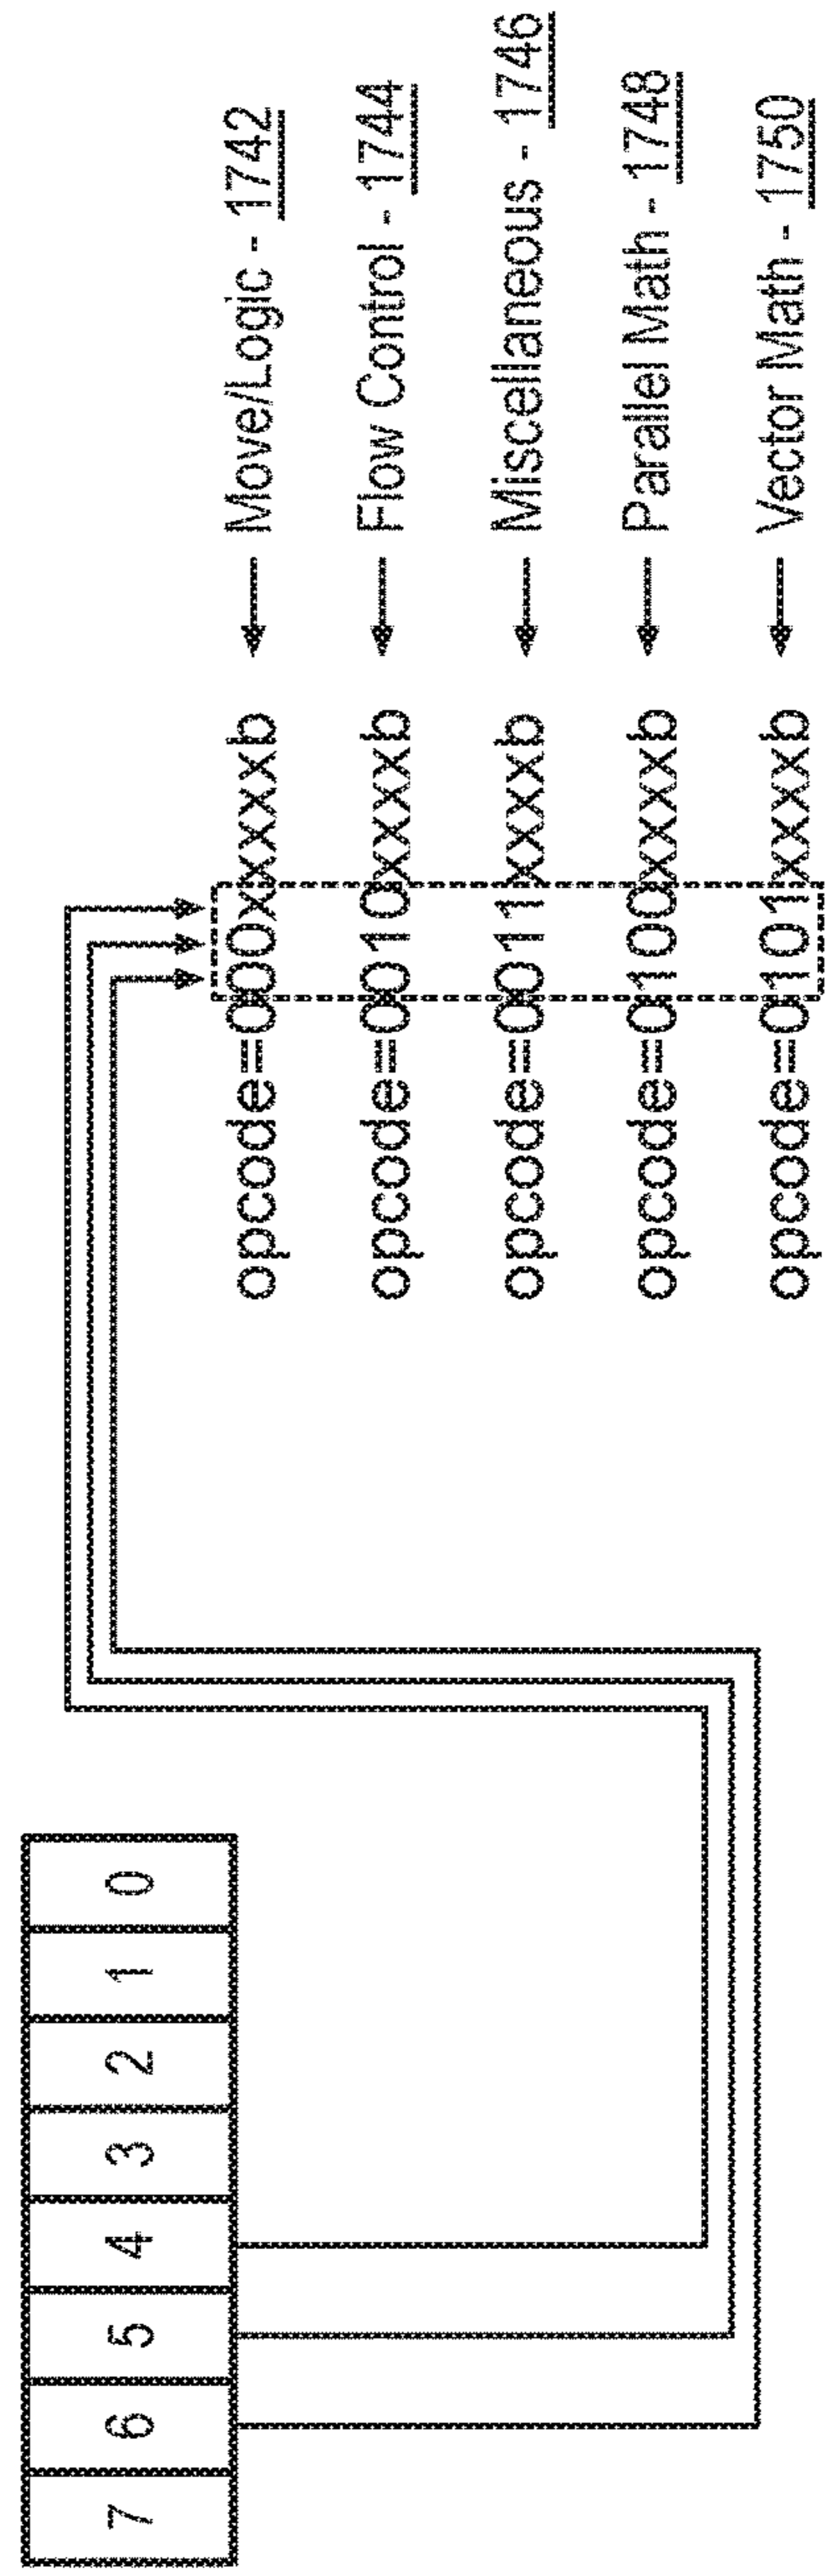 7 6 5 4 3 2 1 0
opcode=000xxxxxb Move/Logic - 1742
opcode=0010xxxxb Flow Control - 1744
opcode=0011xxxxb Miscellaneous - 1746
opcode=0100xxxxb Parallel Math - 1748
opcode=0101xxxxb Vector Math - 1750